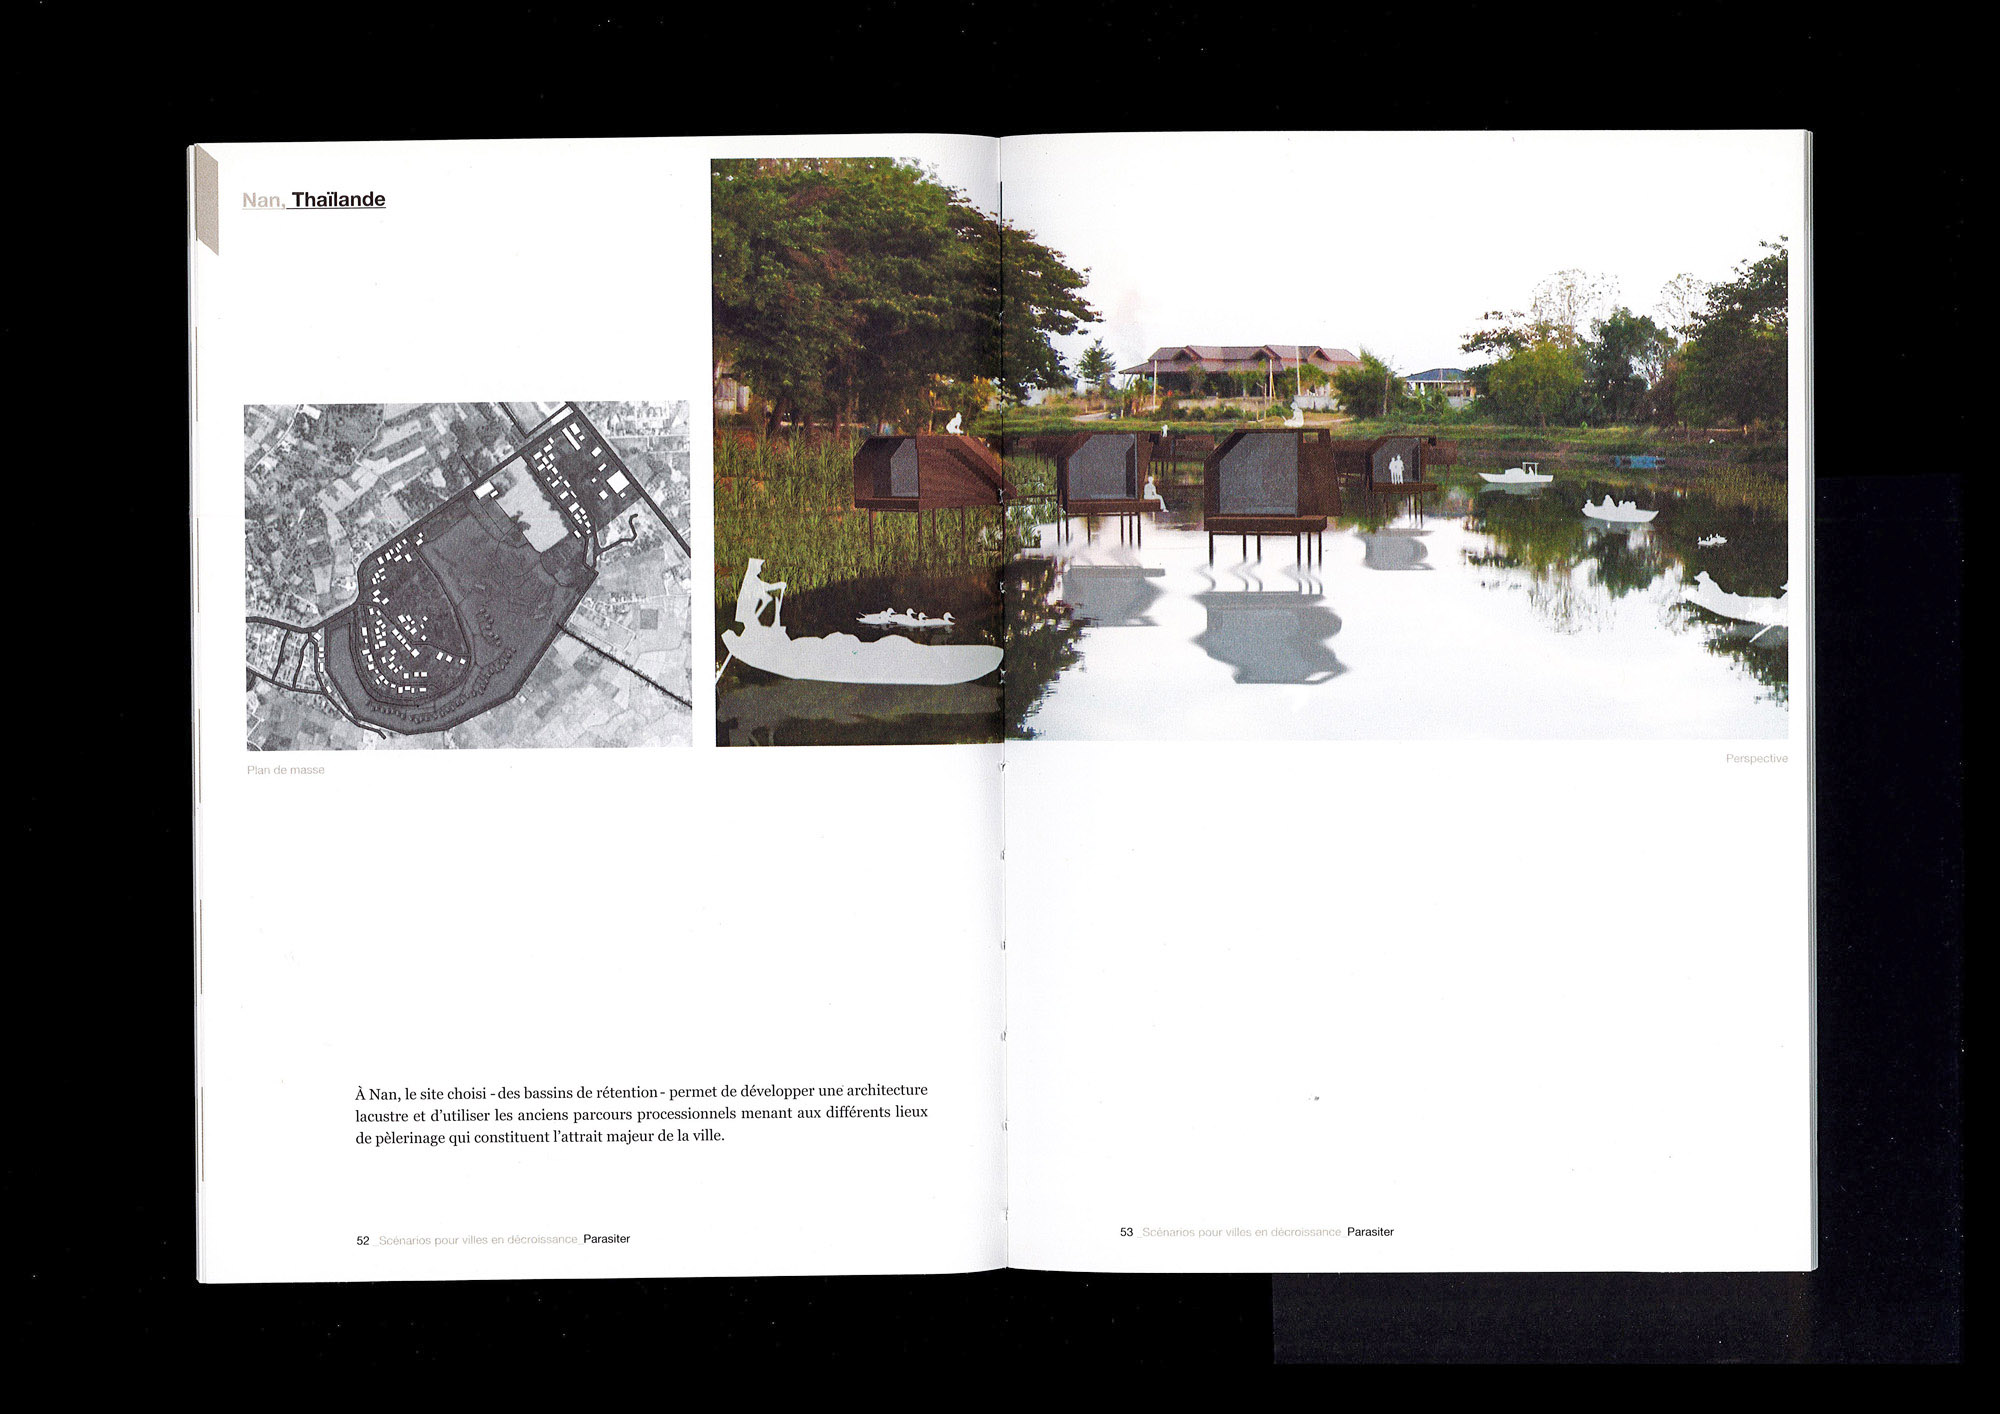 Nan, Thaïlande
Plan de masse
Perspective
À Nan, le site choisi - des bassins de rétention - permet de développer une architecture
lacustre et d'utiliser les anciens parcours processionnels menant aux différents lieux
de pèlerinage qui constituent l'attrait majeur de la ville.
52 _Scénarios pour villes en décroissance_Parasiter
53 _Scénarios pour villes en décroissance_Parasiter